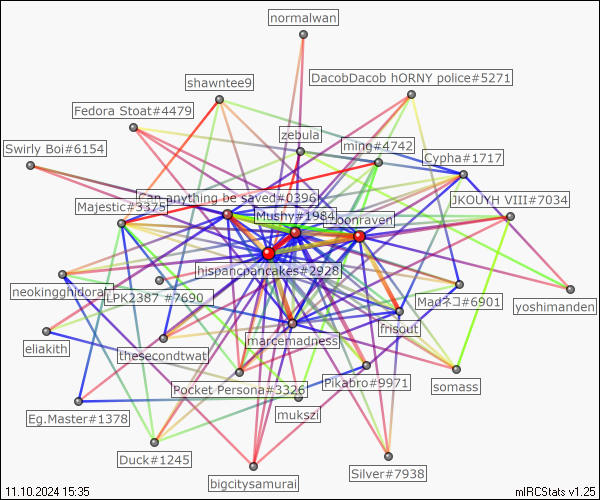 normalwan
DacobDacob hORNY police#5271
shawntee9
Fedora Stoat#4479
zebula
ming#4742
Swirly Boi#6154
Cypha#1717
Can anything be saved#0396
JKOUYH VIII#7034
Majestic#3375
Mushy#1984
noonraven
hispancpancakes#2928
neokingghidora
LPK2387 #7690
Madネコ#6901
yoshimanden
frisout
marcemadness
eliakith
thesecondtwat
Pikabro#9971
somass
Pocket Persona#3326
mukszi
Eg.Master#1378
Duck#1245
Silver#7938
bigcitysamurai
11.10.2024 15:35
mIRCStats v1.25